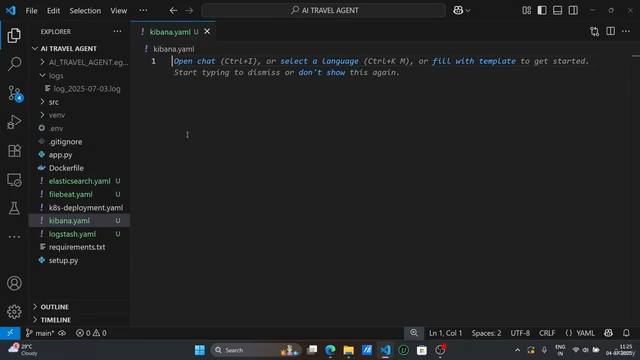 File Edit Selection View ··· AI TRAVEL AGENT
EXPLORER ···
kibana.yaml U
kibana.yaml
AI TRAVEL AGENT
AI_TRAVEL_AGENT.eg...
logs
log_2025-07-03.log
src
venv
.env
.gitignore
app.py
Dockerfile
elasticsearch.yaml U
filebeat.yaml U
k8s-deployment.yaml
kibana.yaml U
logstash.yaml U
requirements.txt
setup.py
OUTLINE
TIMELINE
4
1
Open chat (Ctrl+I), or select a language (Ctrl+K M), or fill with template to get started.
Start typing to dismiss or don't show this again.
main* 0 0 Ln 1, Col 1 Spaces: 2 UTF-8 CRLF {} YAML
29°C
Cloudy
Search
ENG
IN
11:25
04-07-2025